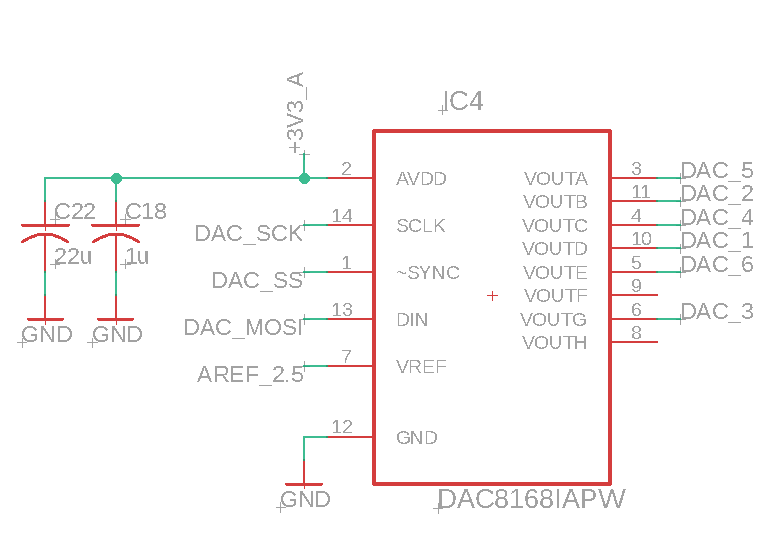 +3V3_A
IC4
2
AVDD
VOUTA
3
DAC_5
C22
C18
14
DAC_SCK
SCLK
VOUTB
11
DAC_2
VOUTC
4
DAC_4
22u
1u
VOUTD
10
DAC_1
1
DAC_SS
~SYNC
VOUTE
5
DAC_6
VOUTF
9
13
DAC_MOSI
DIN
VOUTG
6
DAC_3
GND
GND
VOUTH
8
7
AREF_2.5
VREF
12
GND
GND
DAC8168IAPW